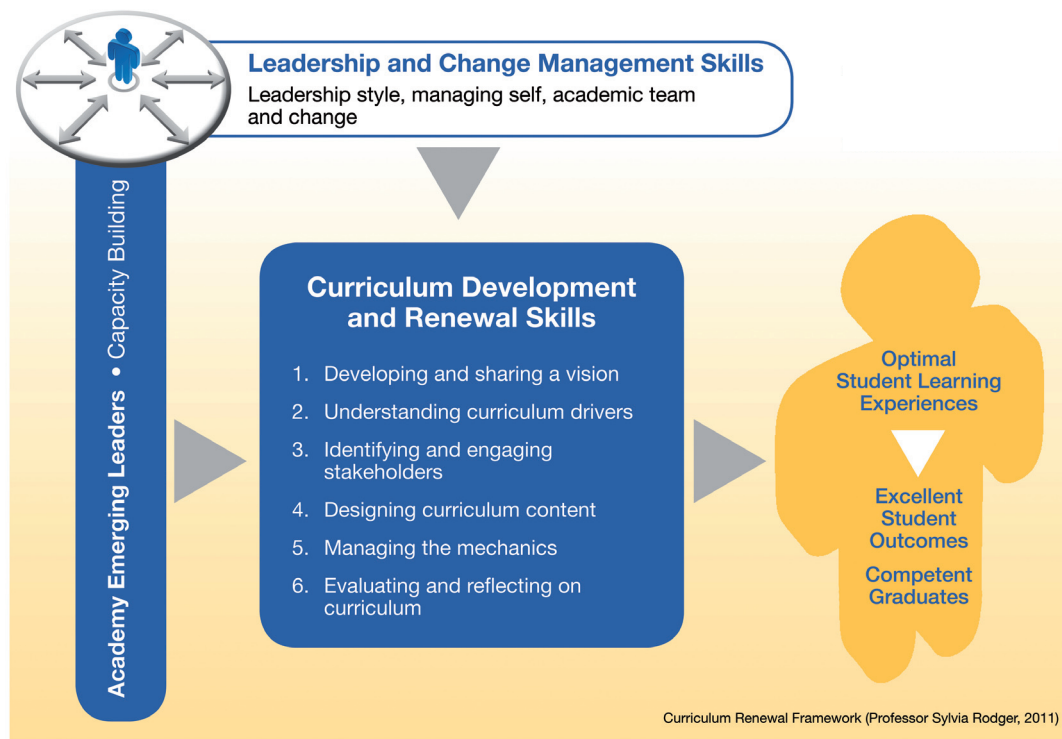 Leadership and Change Management Skills
Leadership style, managing self, academic team
and change
Academy Emerging Leaders • Capacity Building
Curriculum Development
and Renewal Skills
1. Developing and sharing a vision
2. Understanding curriculum drivers
3. Identifying and engaging
stakeholders
4. Designing curriculum content
5. Managing the mechanics
6. Evaluating and reflecting on
curriculum
Optimal
Student Learning
Experiences
Excellent
Student
Outcomes
Competent
Graduates
Curriculum Renewal Framework (Professor Sylvia Rodger, 2011)